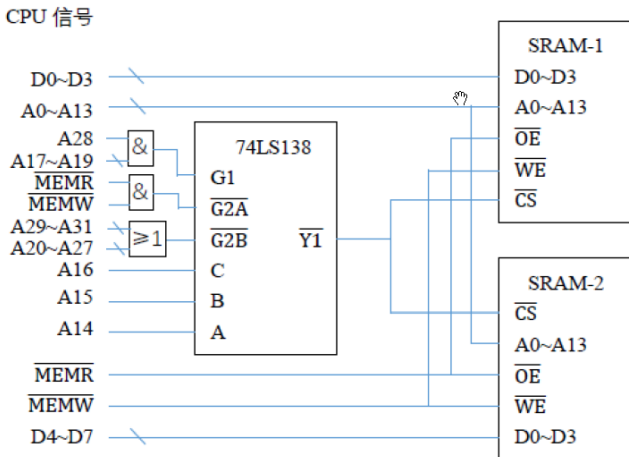 CPU 信号
D0~D3
A0~A13
A28
A17~A19
MEMR
MEMW
A29~A31
A20~A27
A16
A15
A14
MEMR
MEMW
D4~D7
&
&
≥1
74LS138
G1
G2A
G2B
Y1
C
B
A
SRAM-1
D0~D3
A0~A13
OE
WE
CS
SRAM-2
CS
A0~A13
OE
WE
D0~D3